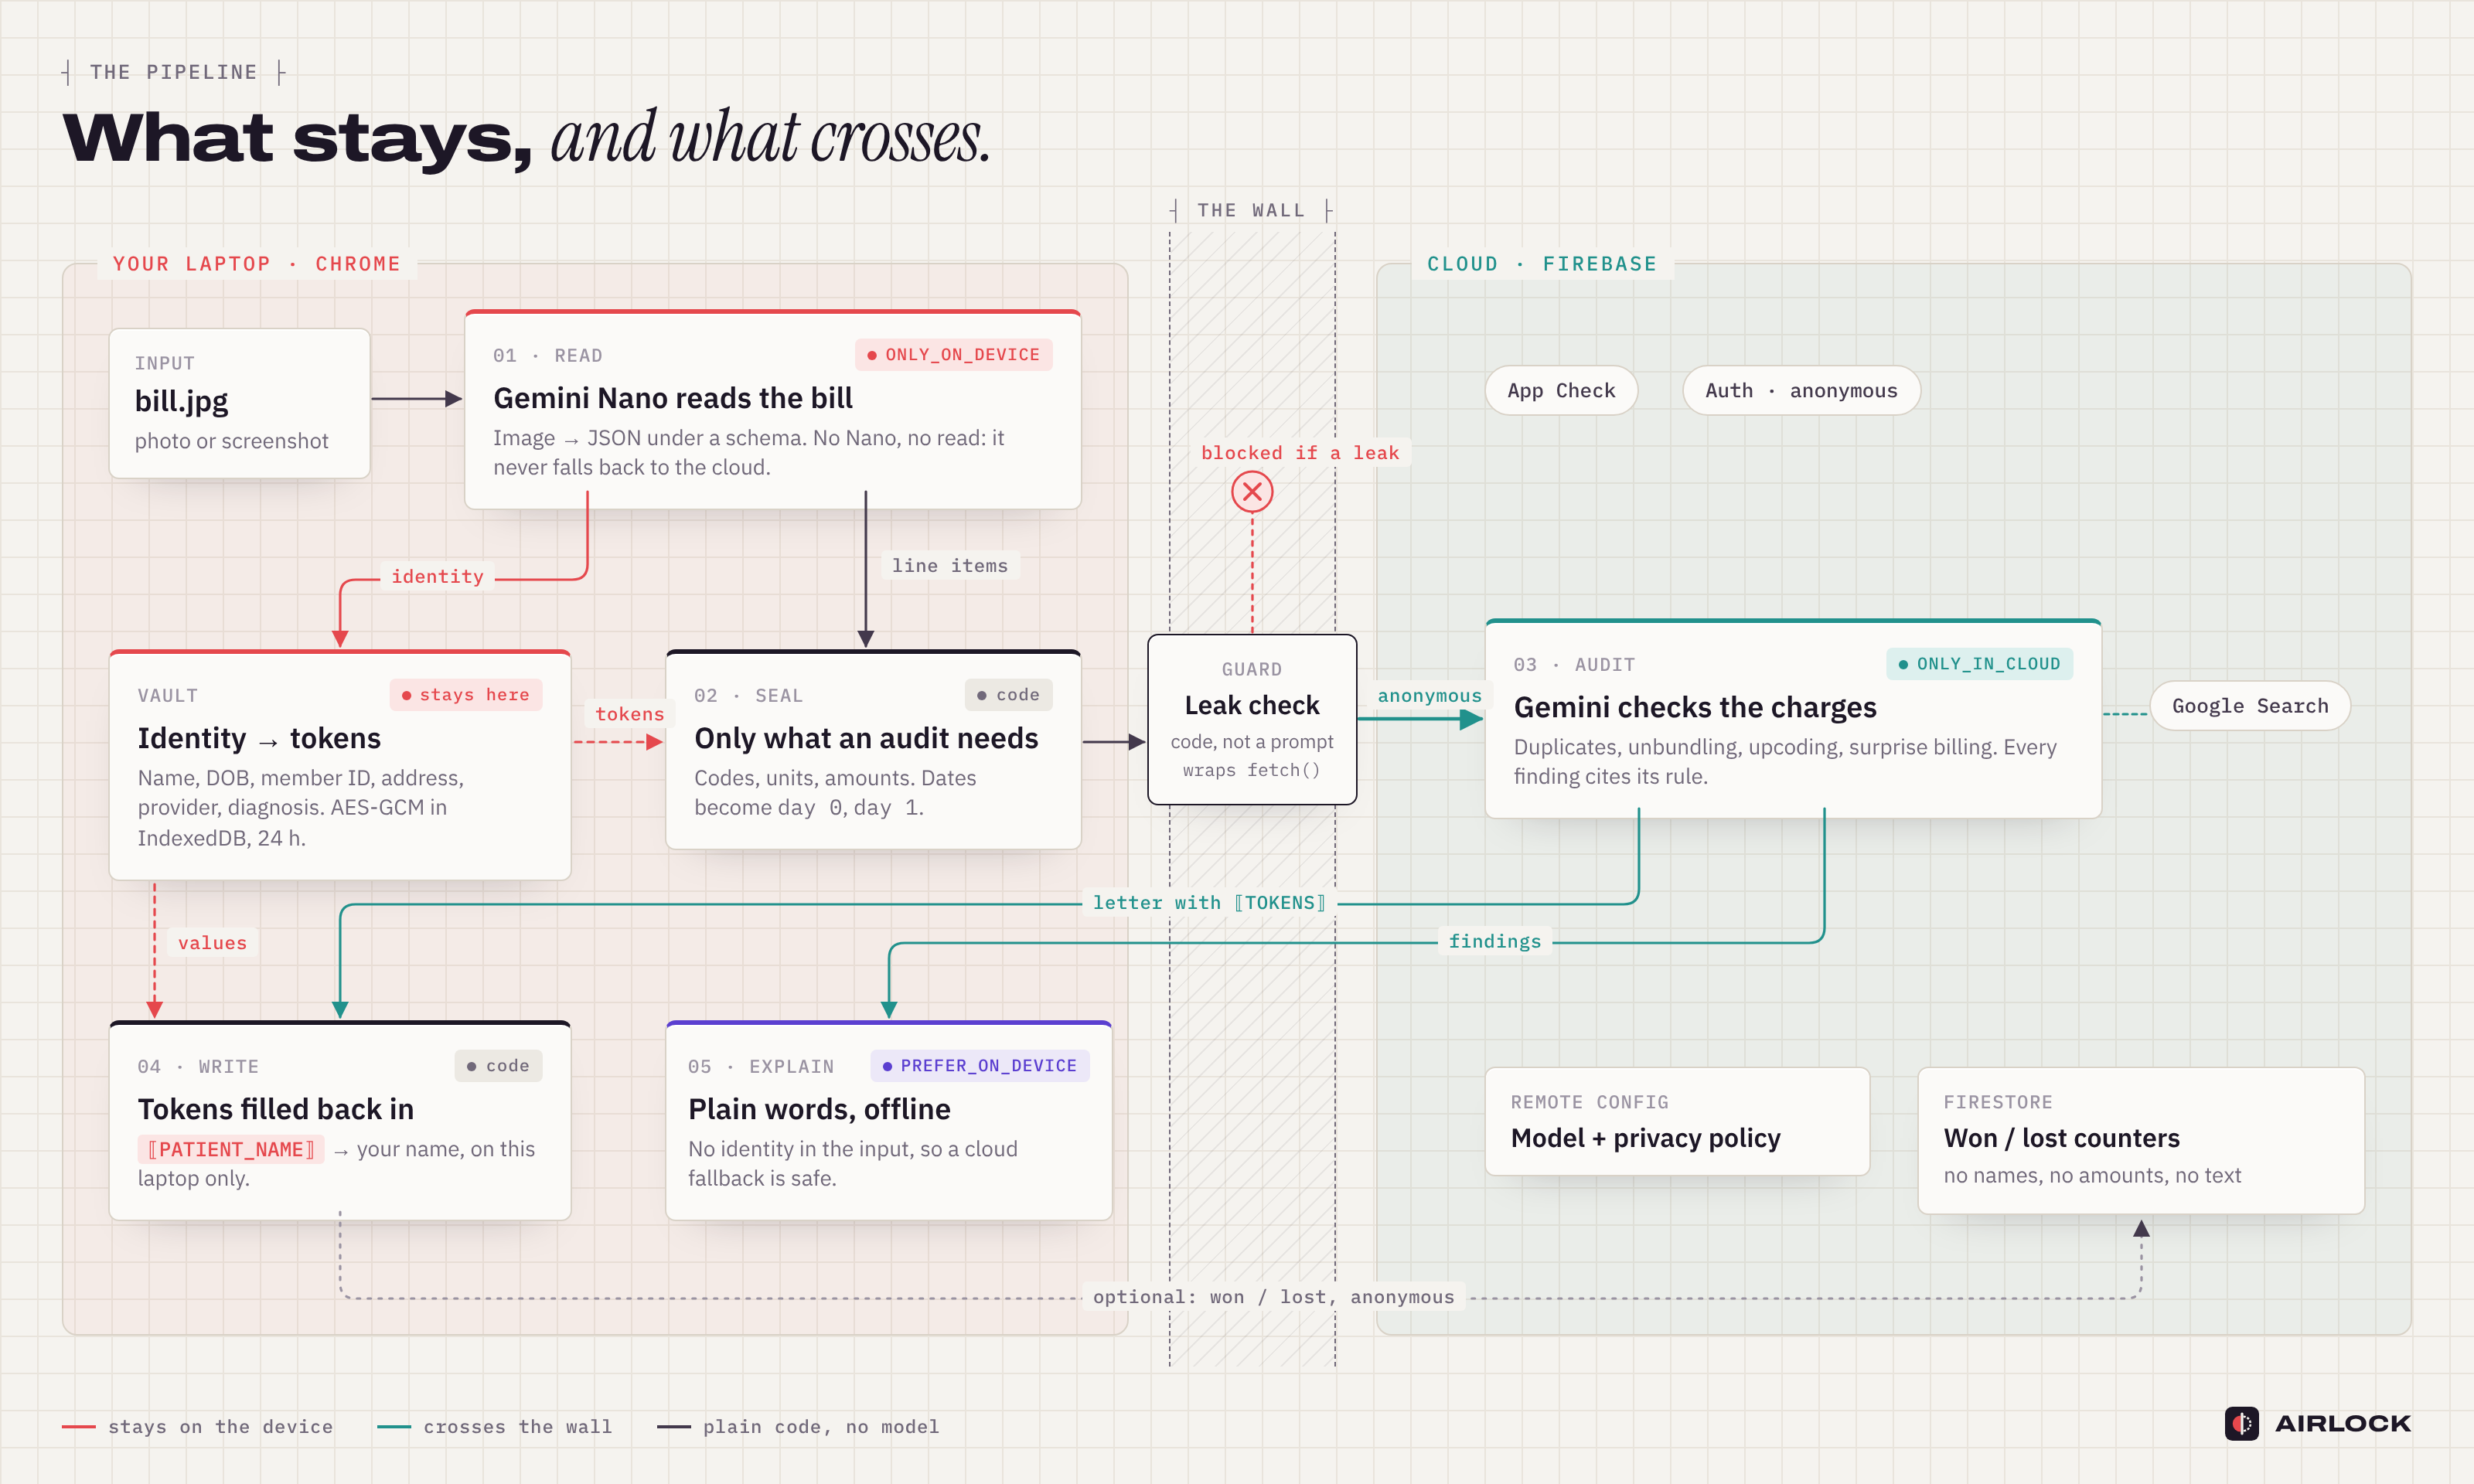 THE PIPELINE
What stays, and what crosses.
THE WALL
YOUR LAPTOP · CHROME
CLOUD · FIREBASE
INPUT
bill.jpg
photo or screenshot
01 · READ
ONLY_ON_DEVICE
Gemini Nano reads the bill
Image → JSON under a schema. No Nano, no read: it
never falls back to the cloud.
App Check
Auth · anonymous
blocked if a leak
identity
line items
VAULT
stays here
Identity → tokens
Name, DOB, member ID, address,
provider, diagnosis. AES-GCM in
IndexedDB, 24 h.
tokens
02 · SEAL
code
Only what an audit needs
Codes, units, amounts. Dates
become day 0, day 1.
GUARD
Leak check
code, not a prompt
wraps fetch()
anonymous
03 · AUDIT
ONLY_IN_CLOUD
Gemini checks the charges
Duplicates, unbundling, upcoding, surprise billing. Every
finding cites its rule.
Google Search
letter with ⟦TOKENS⟧
findings
values
04 · WRITE
code
Tokens filled back in
⟦PATIENT_NAME⟧ → your name, on this
laptop only.
05 · EXPLAIN
PREFER_ON_DEVICE
Plain words, offline
No identity in the input, so a cloud
fallback is safe.
REMOTE CONFIG
Model + privacy policy
FIRESTORE
Won / lost counters
no names, no amounts, no text
optional: won / lost, anonymous
stays on the device
crosses the wall
plain code, no model
AIRLOCK